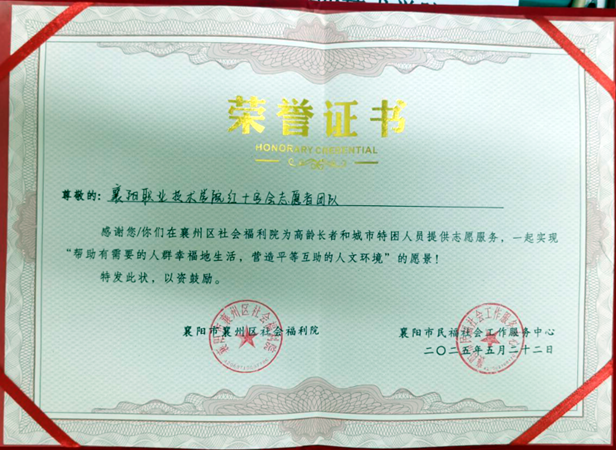 荣誉证书
HONORARY CREDENTIAL
尊敬的：襄阳职业技术学院红十字会志愿者团队
感谢您/你们在襄州区社会福利院为高龄长者和城市特困人员提供志愿服务，一起实现
“帮助有需要的人群幸福地生活，营造平等互助的人文环境”的愿景！
特发此状，以资鼓励。
襄阳市襄州区社会福利院
襄阳市民福社会工作服务中心
二〇二五年五月二十二日